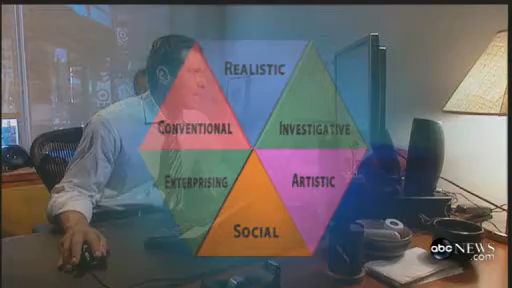 REALISTIC
CONVENTIONAL
INVESTIGATIVE
ENTERPRISING
ARTISTIC
SOCIAL
abc NEWS
.com